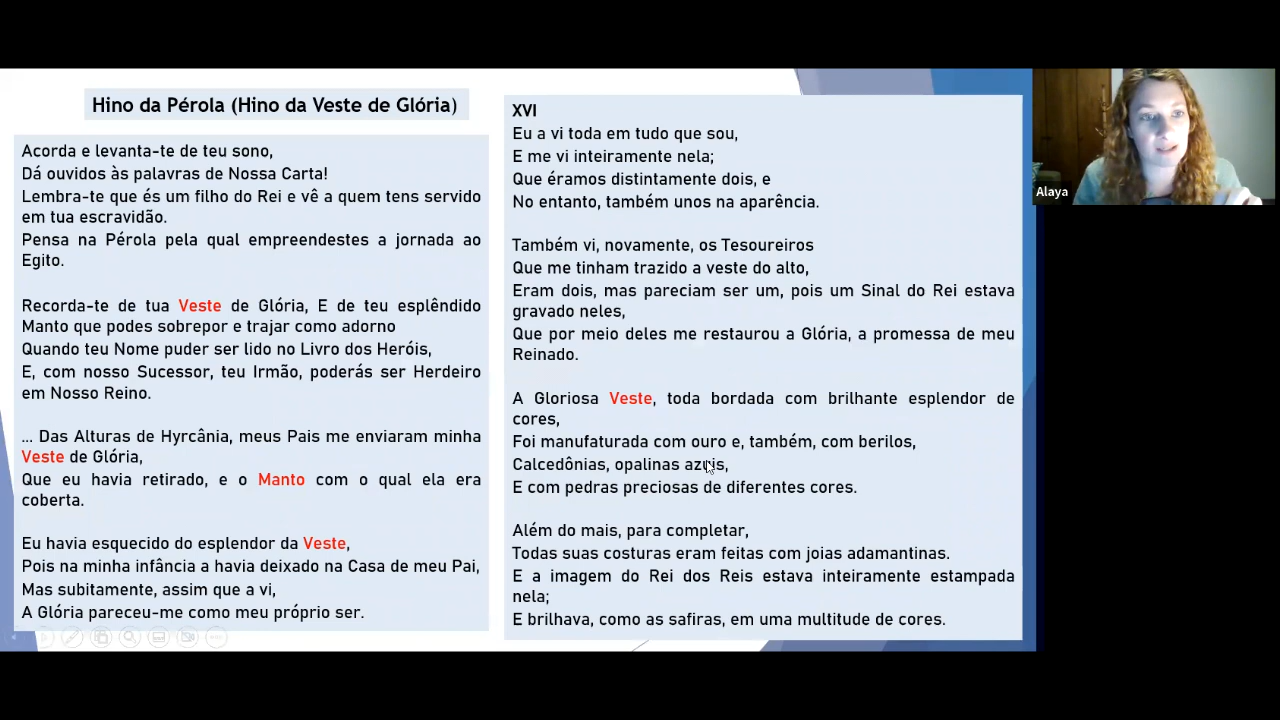 Hino da Pérola (Hino da Veste de Glória)
Acorda e levanta-te de teu sono,
Dá ouvidos às palavras de Nossa Carta!
Lembra-te que és um filho do Rei e vê a quem tens servido
em tua escravidão.
Pensa na Pérola pela qual empreendestes a jornada ao
Egito.
Recorda-te de tua Veste de Glória, E de teu esplêndido
Manto que podes sobrepor e trajar como adorno
Quando teu Nome puder ser lido no Livro dos Heróis,
E, com nosso Sucessor, teu Irmão, poderás ser Herdeiro
em Nosso Reino.
... Das Alturas de Hyrcânia, meus Pais me enviaram minha
Veste de Glória,
Que eu havia retirado, e o Manto com o qual ela era
coberta.
Eu havia esquecido do esplendor da Veste,
Pois na minha infância a havia deixado na Casa de meu Pai,
Mas subitamente, assim que a vi,
A Glória pareceu-me como meu próprio ser.
XVI
Eu a vi toda em tudo que sou,
E me vi inteiramente nela;
Que éramos distintamente dois, e
No entanto, também unos na aparência.
Também vi, novamente, os Tesoureiros
Que me tinham trazido a veste do alto,
Eram dois, mas pareciam ser um, pois um Sinal do Rei estava
gravado neles,
Que por meio deles me restaurou a Glória, a promessa de meu
Reinado.
A Gloriosa Veste, toda bordada com brilhante esplendor de
cores,
Foi manufaturada com ouro e, também, com berilos,
Calcedônias, opalinas azuis,
E com pedras preciosas de diferentes cores.
Além do mais, para completar,
Todas suas costuras eram feitas com joias adamantinas.
E a imagem do Rei dos Reis estava inteiramente estampada
nela;
E brilhava, como as safiras, em uma multitude de cores.
Alaya